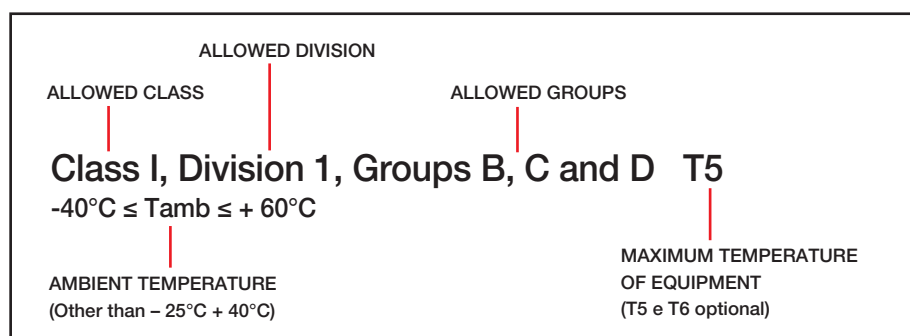 ALLOWED DIVISION
ALLOWED CLASS
ALLOWED GROUPS
Class I, Division 1, Groups B, C and D T5
-40°C ≤ Tamb ≤ + 60°C
AMBIENT TEMPERATURE
(Other than – 25°C + 40°C)
MAXIMUM TEMPERATURE
OF EQUIPMENT
(T5 e T6 optional)